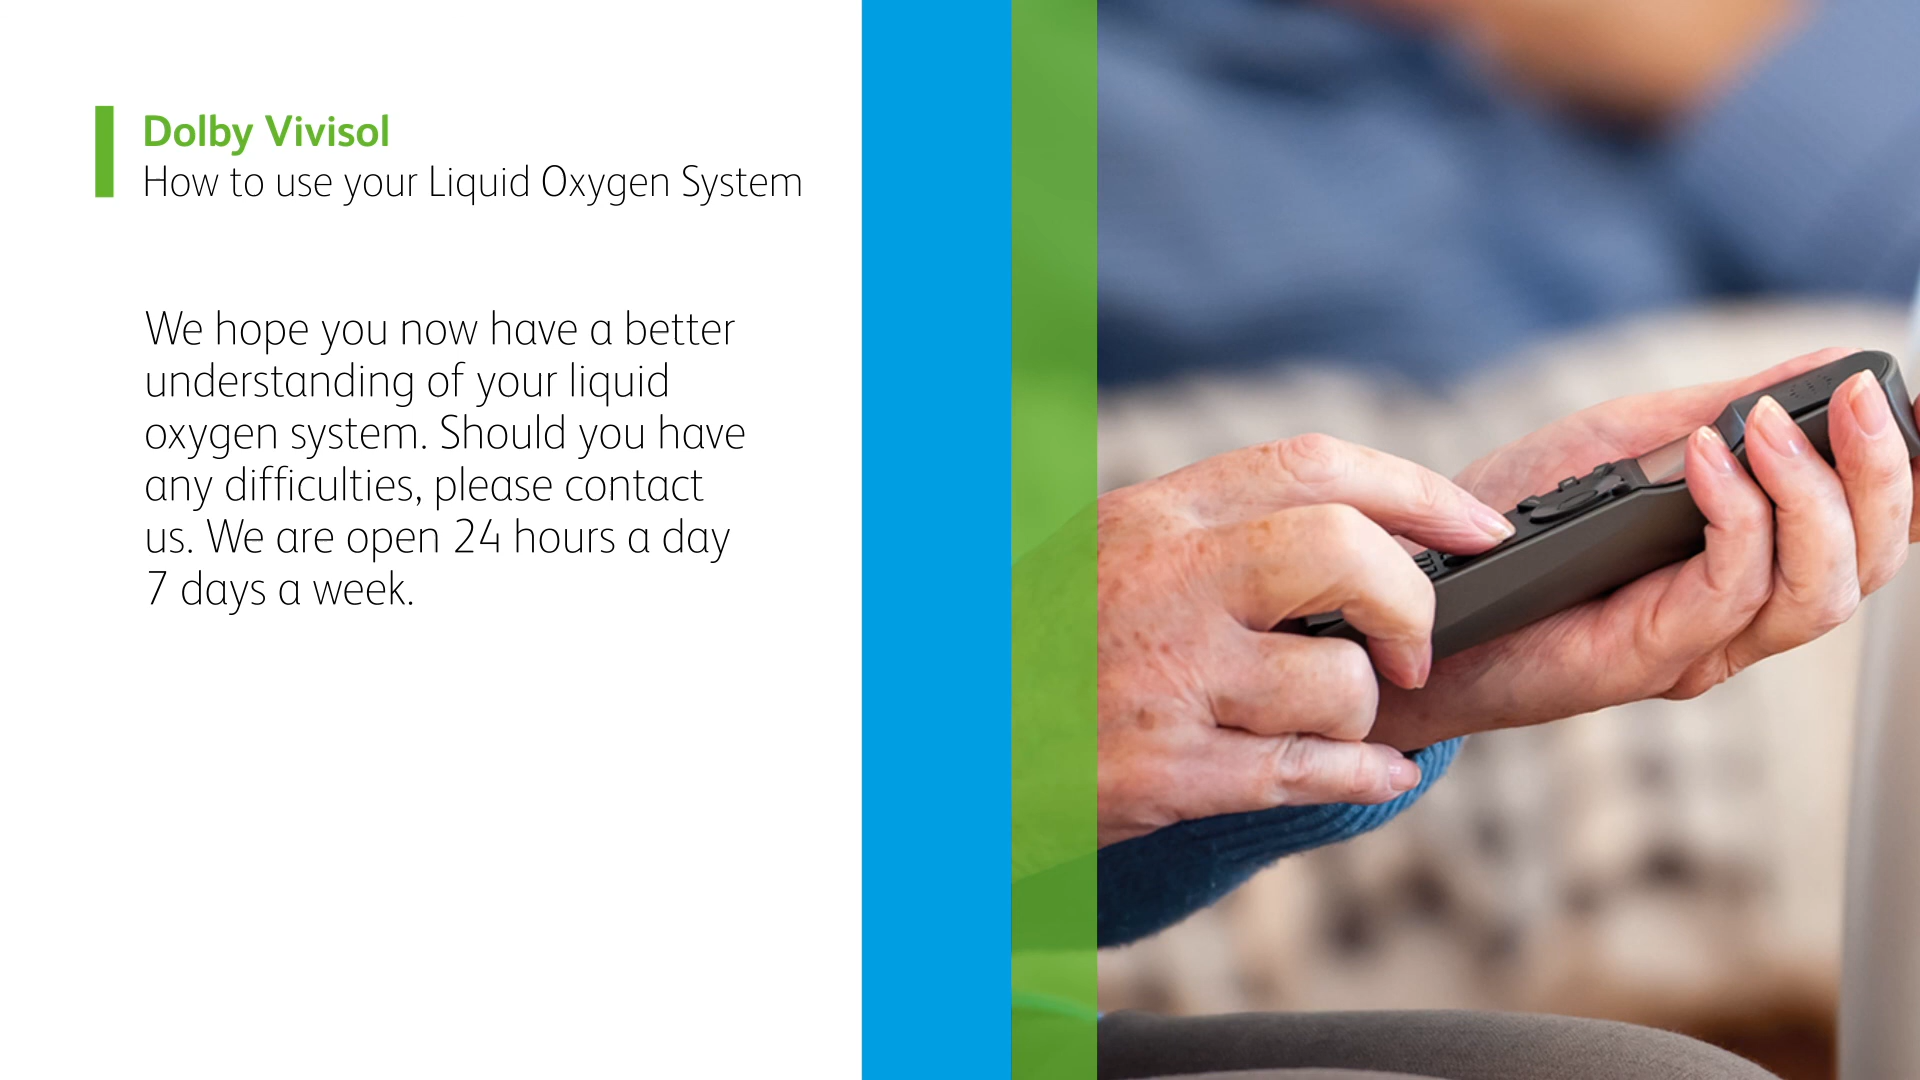 Dolby Vivisol
How to use your Liquid Oxygen System
We hope you now have a better
understanding of your liquid
oxygen system. Should you have
any difficulties, please contact
us. We are open 24 hours a day
7 days a week.